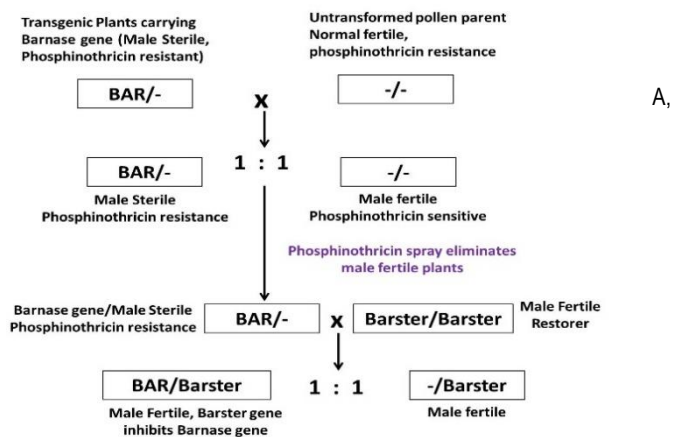 Transgenic Plants carrying
Barnase gene (Male Sterile,
Phosphinothricin resistant)
Untransformed pollen parent
Normal fertile,
phosphinothricin resistance
A,
BAR/-
x
-/-
BAR/-
1 : 1
-/-
Male Sterile
Phosphinothricin resistance
Male fertile
Phosphinothricin sensitive
Phosphinothricin spray eliminates
male fertile plants
Barnase gene/Male Sterile
Phosphinothricin resistance
BAR/-
x
Barster/Barster
Male Fertile
Restorer
BAR/Barster
1 : 1
-/Barster
Male Fertile, Barster gene
inhibits Barnase gene
Male fertile